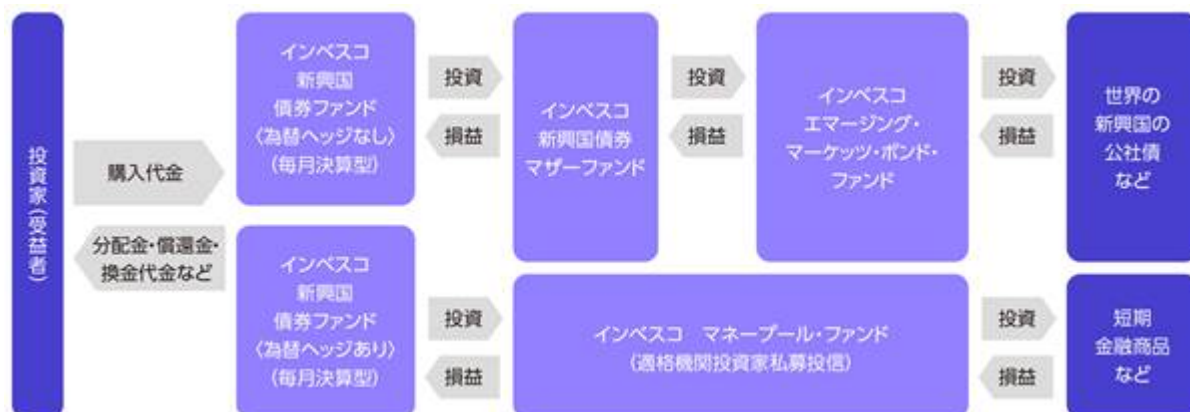 投資家(受益者)
購入代金
分配金・償還金・
換金代金など
インベスコ
新興国
債券ファンド
〈為替ヘッジなし〉
(毎月決算型)
投資
損益
インベスコ
新興国債券
マザーファンド
投資
損益
インベスコ
エマージング・
マーケッツ・ボンド・
ファンド
投資
損益
世界の
新興国の
公社債
など
インベスコ
新興国
債券ファンド
〈為替ヘッジあり〉
(毎月決算型)
投資
損益
インベスコ　マネープール・ファンド
(適格機関投資家私募投信)
投資
損益
短期
金融商品
など